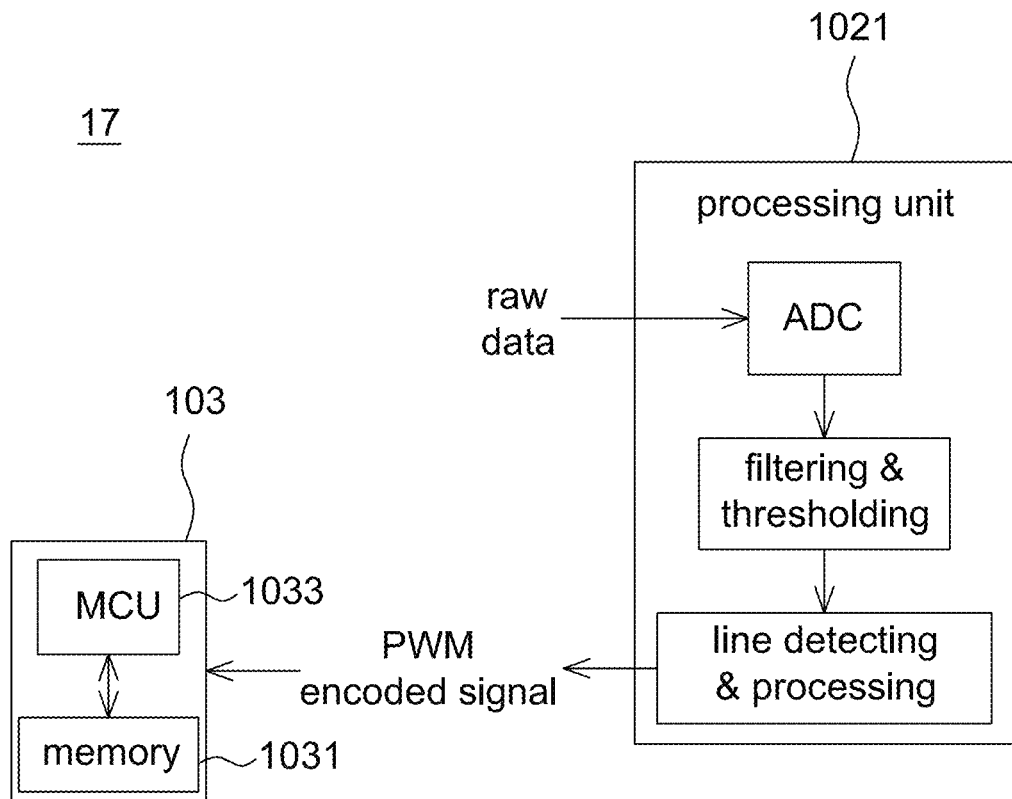 1021
17
processing unit
raw
data
ADC
103
filtering &
thresholding
MCU
1033
PWM
encoded signal
line detecting
& processing
memory
1031